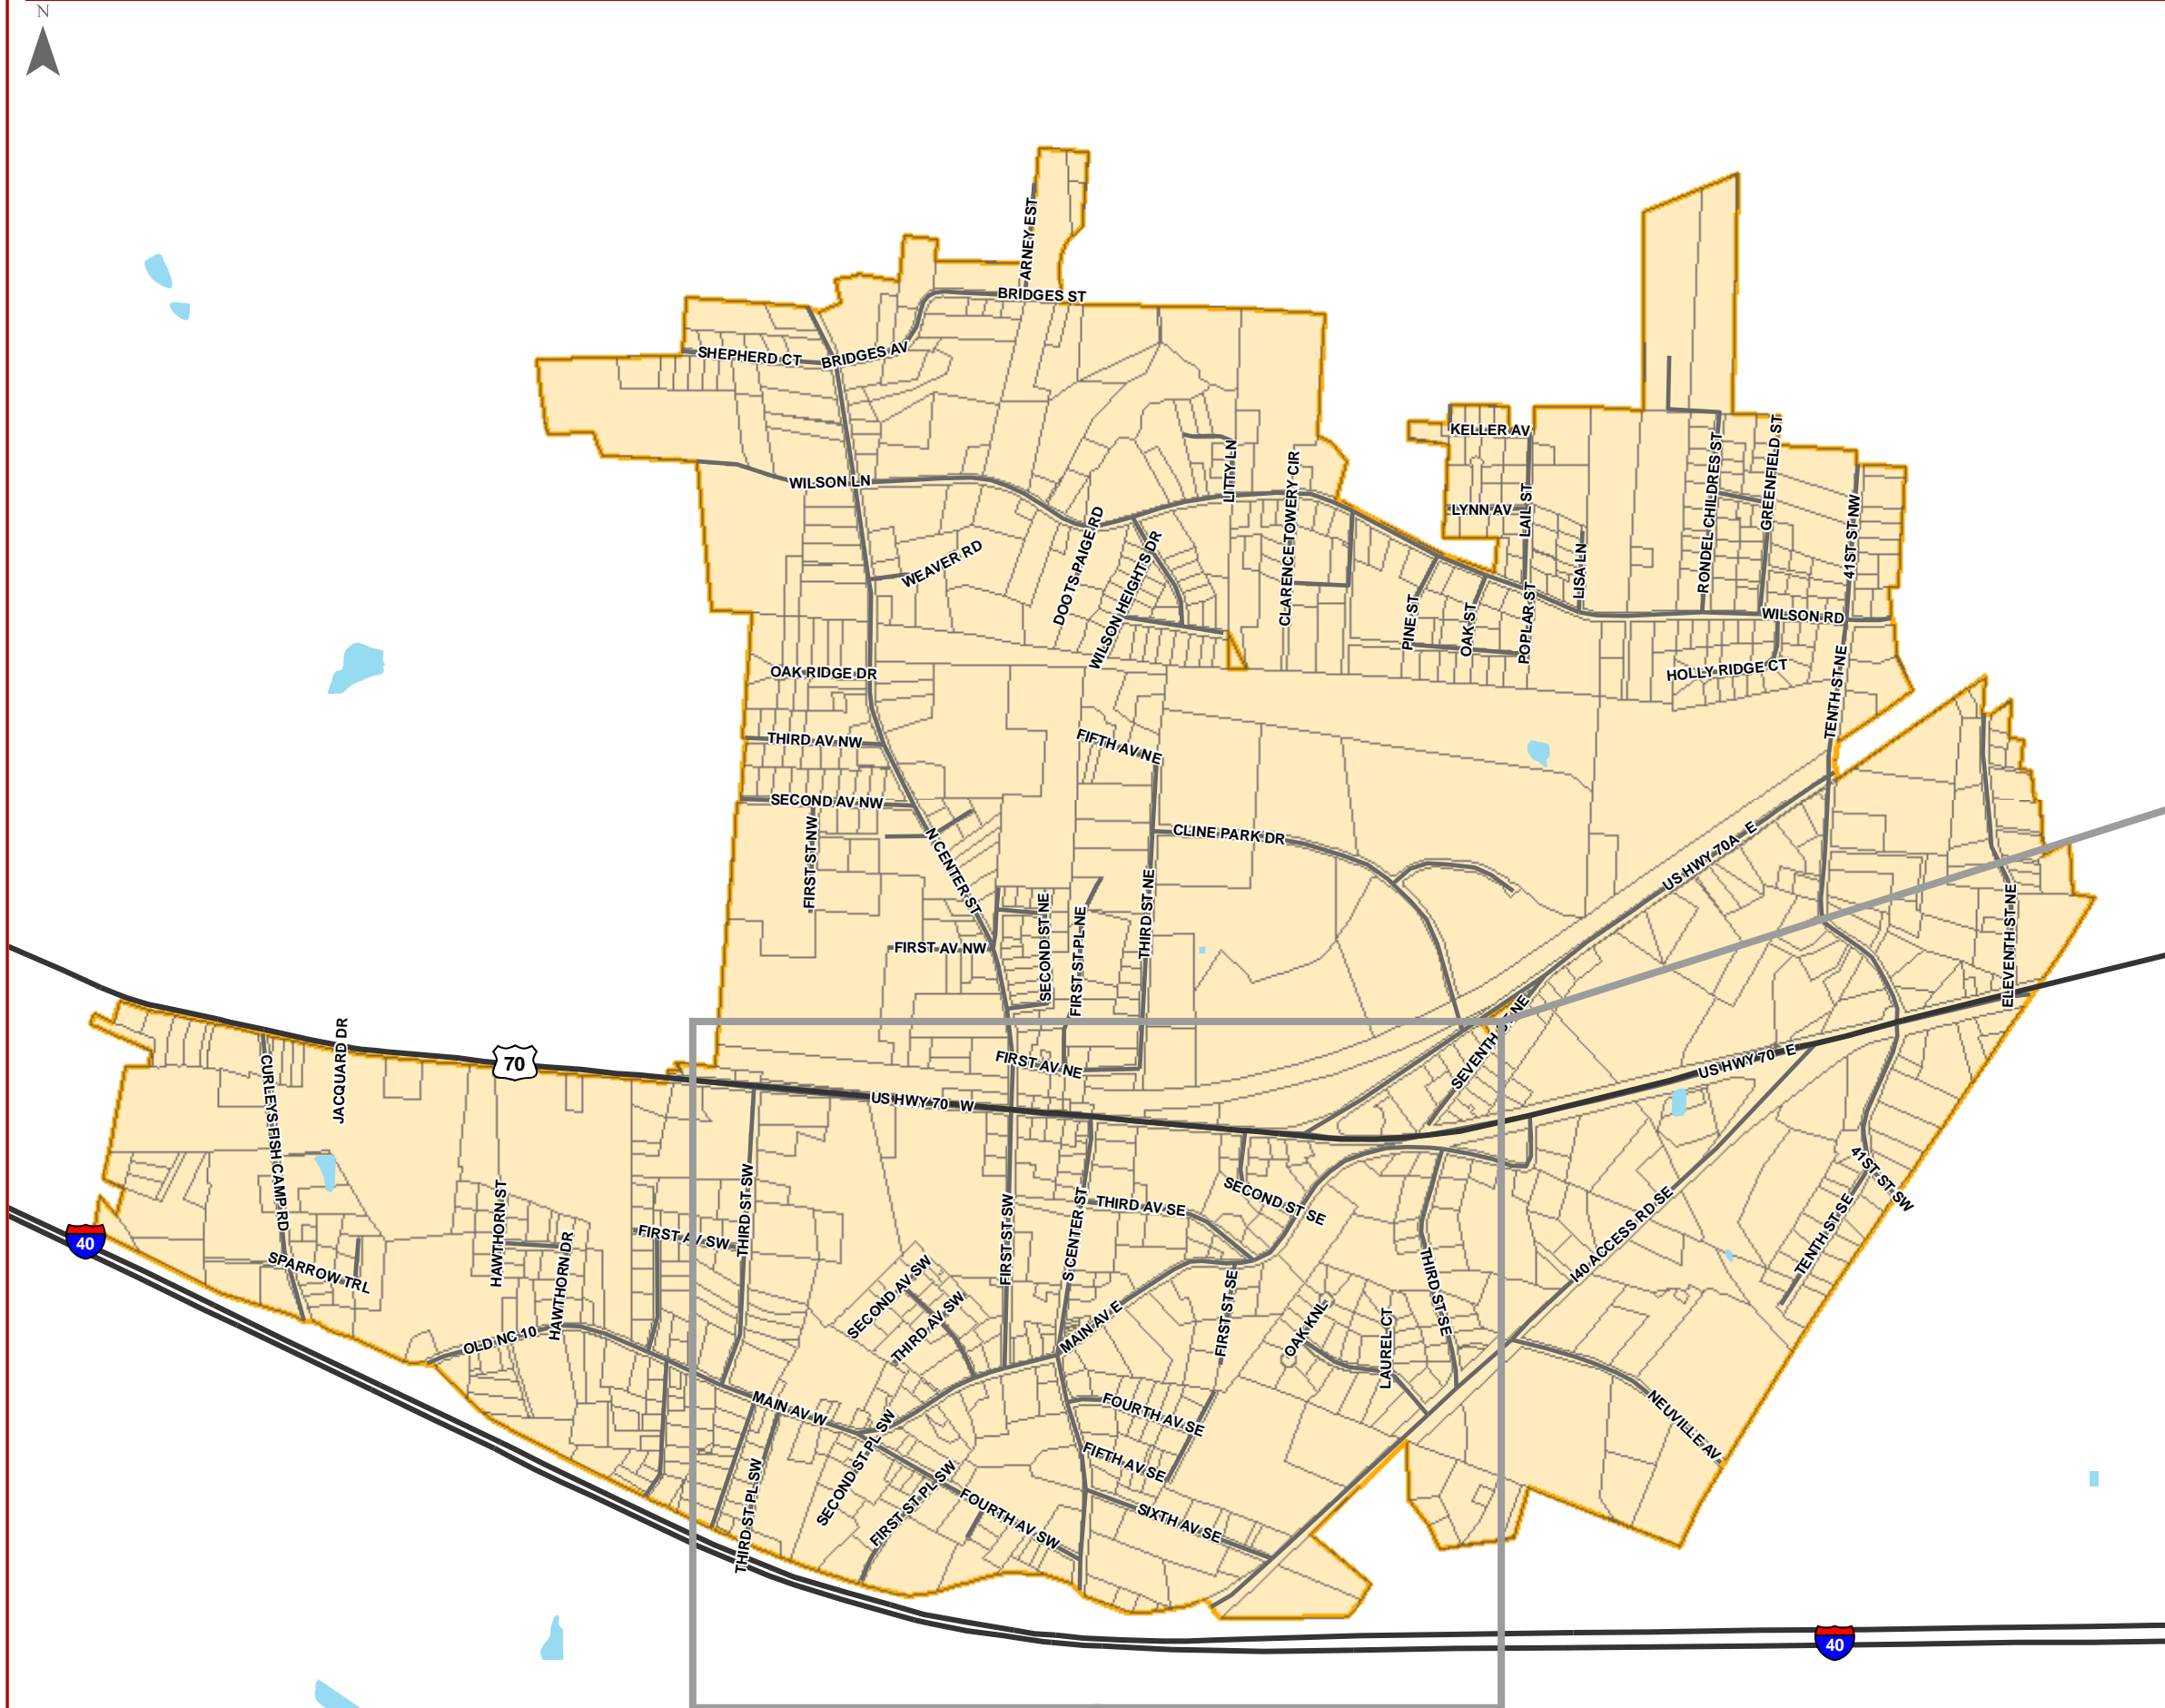 N
ARNEY EST
BRIDGES ST
SHEPHERD CT
BRIDGES AV
KELLER AV
WILSON LN
LITTY LN
CLARENCE TOWERY CIR
LYNN AV
LAIL ST
RONDEL CHILDRES ST
GREENFIELD ST
41ST ST NW
WEAVER RD
DOOTS PAIGE RD
WILSON HEIGHTS DR
LISA LN
PINE ST
OAK ST
POPLAR ST
WILSON RD
OAK RIDGE DR
HOLLY RIDGE CT
TENTH ST NE
THIRD AV NW
FIFTH AV NE
SECOND AV NW
FIRST ST NW
N CENTER ST
CLINE PARK DR
US HWY 70A E
FIRST AV NW
SECOND ST NE
FIRST ST PL NE
THIRD ST NE
ELEVENTH ST NE
SEVENTH ST NE
FIRST AV NE
CURLEYS FISH CAMP RD
JACQUARD DR
70
US HWY 70 W
US HWY 70 E
40
HAWTHORN ST
HAWTHORN DR
FIRST AV SW
THIRD ST SW
FIRST ST SW
S CENTER ST
THIRD AV SE
SECOND ST SE
41ST ST SW
TENTH ST SE
I40 ACCESS RD SE
SPARROW TRL
SECOND AV SW
THIRD AV SW
MAIN AV E
FIRST ST SE
OAK KNL
LAUREL CT
THIRD ST SE
OLD NC 10
MAIN AV W
NEUVILLE AV
FOURTH AV SE
SECOND ST PL SW
FIFTH AV SE
THIRD ST PL SW
FIRST ST PL SW
FOURTH AV SW
SIXTH AV SE
40